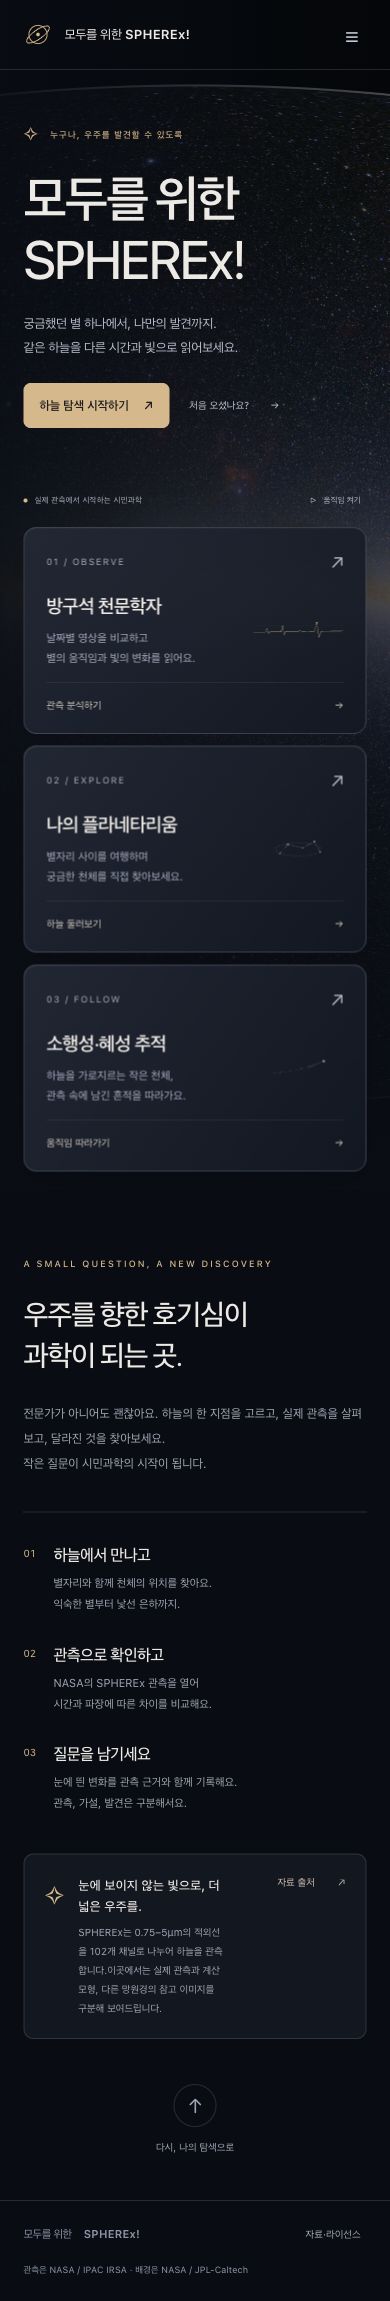 모두를 위한 SPHEREx!
누구나, 우주를 발견할 수 있도록
모두를 위한
SPHEREx!
궁금했던 별 하나에서, 나만의 발견까지.
같은 하늘을 다른 시간과 빛으로 읽어보세요.
하늘 탐색 시작하기 ↗
처음 오셨나요? →
실제 관측에서 시작하는 시민과학
움직임 켜기
01 / OBSERVE
방구석 천문학자
날짜별 영상을 비교하고
별의 움직임과 빛의 변화를 읽어요.
관측 분석하기 →
02 / EXPLORE
나의 플라네타리움
별자리 사이를 여행하며
궁금한 천체를 직접 찾아보세요.
하늘 둘러보기 →
03 / FOLLOW
소행성·혜성 추적
하늘을 가로지르는 작은 천체,
관측 속에 남긴 흔적을 따라가요.
움직임 따라가기 →
A SMALL QUESTION, A NEW DISCOVERY
우주를 향한 호기심이
과학이 되는 곳.
전문가가 아니어도 괜찮아요. 하늘의 한 지점을 고르고, 실제 관측을 살펴
보고, 달라진 것을 찾아보세요.
작은 질문이 시민과학의 시작이 됩니다.
01 하늘에서 만나고
별자리와 함께 천체의 위치를 찾아요.
익숙한 별부터 낯선 은하까지.
02 관측으로 확인하고
NASA의 SPHEREx 관측을 열어
시간과 파장에 따른 차이를 비교해요.
03 질문을 남기세요
눈에 띈 변화를 관측 근거와 함께 기록해요.
관측, 가설, 발견은 구분해서요.
눈에 보이지 않는 빛으로, 더
넓은 우주를.
자료 출처 ↗
SPHEREx는 0.75–5µm의 적외선
을 102개 채널로 나누어 하늘을 관측
합니다.이곳에서는 실제 관측과 계산
모형, 다른 망원경의 참고 이미지를
구분해 보여드립니다.
다시, 나의 탐색으로
모두를 위한 SPHEREx!
자료·라이선스
관측은 NASA / IPAC IRSA · 배경은 NASA / JPL-Caltech